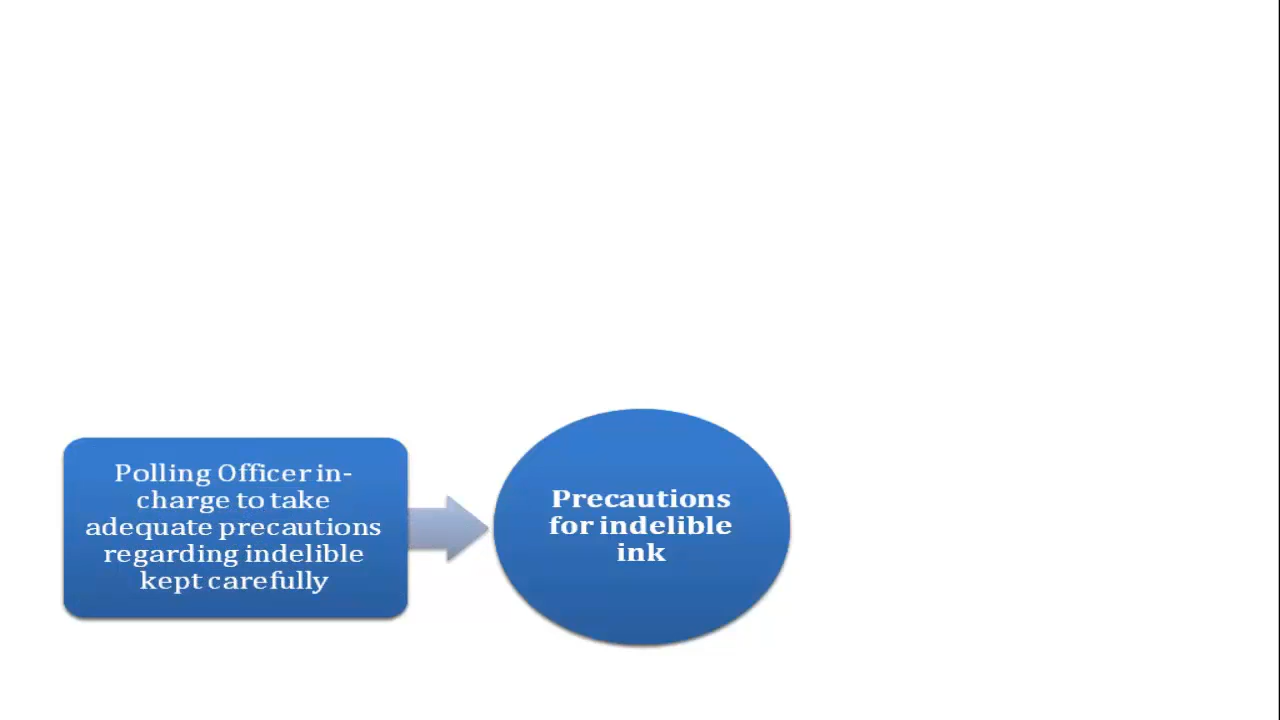 Polling Officer in-
charge to take
adequate precautions
regarding indelible
kept carefully
Precautions
for indelible
ink